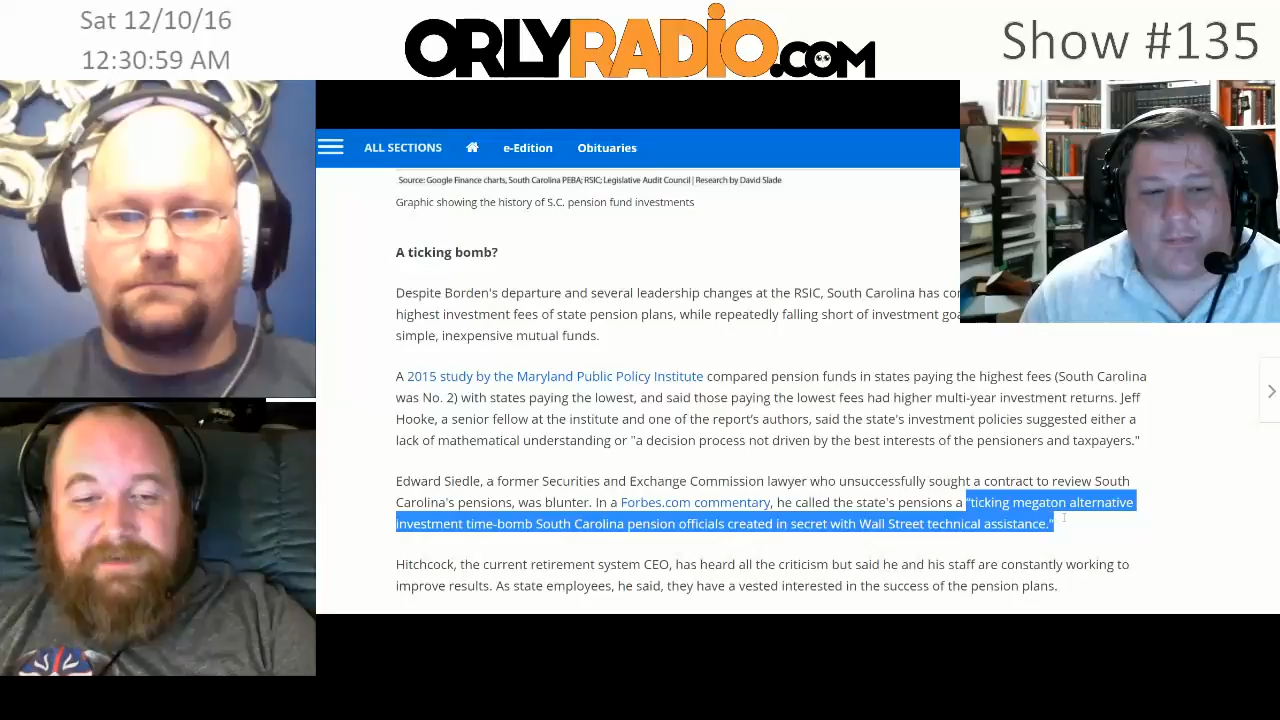 Sat 12/10/16
12:30:59 AM
ORLYRADiO.COM
Show #135
ALL SECTIONS
e-Edition
Obituaries
Source: Google Finance charts, South Carolina PEBA; RSIC; Legislative Audit Council | Research by David Slade
Graphic showing the history of S.C. pension fund investments
A ticking bomb?
Despite Borden's departure and several leadership changes at the RSIC, South Carolina has
highest investment fees of state pension plans, while repeatedly falling short of investment
simple, inexpensive mutual funds.
A 2015 study by the Maryland Public Policy Institute compared pension funds in states paying the highest fees (South Carolina
was No. 2) with states paying the lowest, and said those paying the lowest fees had higher multi-year investment returns. Jeff
Hooke, a senior fellow at the institute and one of the report's authors, said the state's investment policies suggested either a
lack of mathematical understanding or "a decision process not driven by the best interests of the pensioners and taxpayers."
Edward Siedle, a former Securities and Exchange Commission lawyer who unsuccessfully sought a contract to review South
Carolina's pensions, was blunter. In a Forbes.com commentary, he called the state's pensions a "ticking megaton alternative
investment time-bomb South Carolina pension officials created in secret with Wall Street technical assistance."
Hitchcock, the current retirement system CEO, has heard all the criticism but said he and his staff are constantly working to
improve results. As state employees, he said, they have a vested interested in the success of the pension plans.